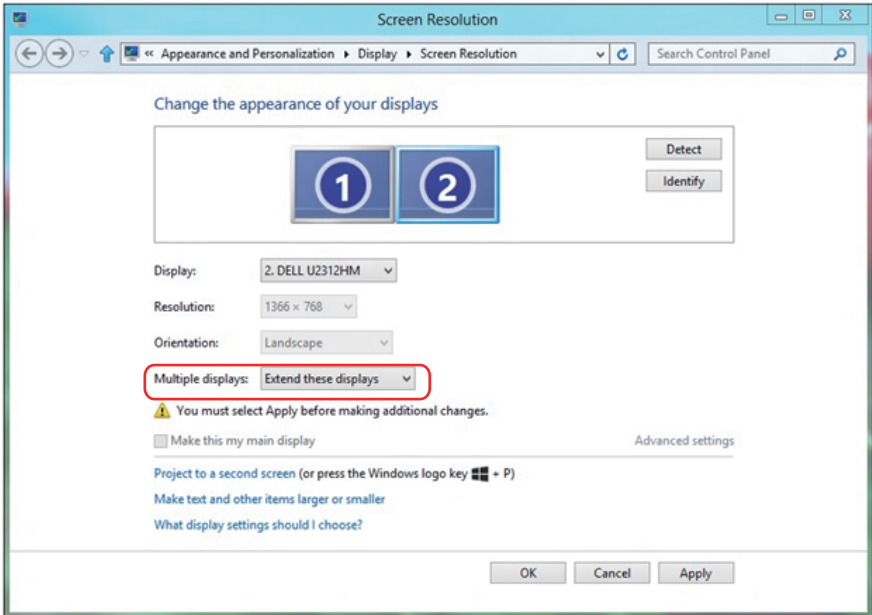 Screen Resolution
« Appearance and Personalization Display Screen Resolution Search Control Panel
Change the appearance of your displays
1 2
Detect
Identify
Display: 2. DELL U2312HM
Resolution: 1366 × 768
Orientation: Landscape
Multiple displays: Extend these displays
You must select Apply before making additional changes.
Make this my main display Advanced settings
Project to a second screen (or press the Windows logo key + P)
Make text and other items larger or smaller
What display settings should I choose?
OK Cancel Apply